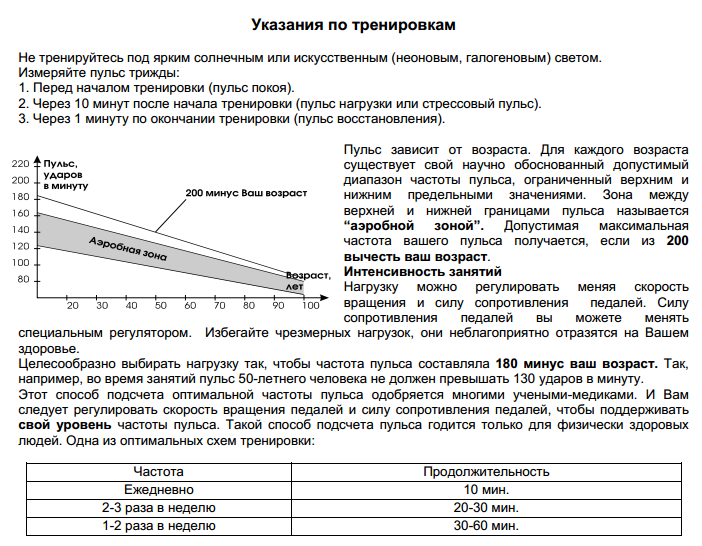 Указания по тренировкам
Не тренируйтесь под ярким солнечным или искусственным (неоновым, галогеновым) светом.
Измеряйте пульс трижды:
1. Перед началом тренировки (пульс покоя).
2. Через 10 минут после начала тренировки (пульс нагрузки или стрессовый пульс).
3. Через 1 минуту по окончании тренировки (пульс восстановления).
220
200
180
160
140
120
100
80
Пульс,
ударов
в минуту
200 минус Ваш возраст
Аэробная зона
Возраст,
лет
20 30 40 50 60 70 80 90 100
Пульс зависит от возраста. Для каждого возраста
существует свой научно обоснованный допустимый
диапазон частоты пульса, ограниченный верхним и
нижним предельными значениями. Зона между
верхней и нижней границами пульса называется
“аэробной зоной”. Допустимая максимальная
частота вашего пульса получается, если из 200
вычесть ваш возраст.
Интенсивность занятий
Нагрузку можно регулировать меняя скорость
вращения и силу сопротивления педалей. Силу
сопротивления педалей вы можете менять
специальным регулятором. Избегайте чрезмерных нагрузок, они неблагоприятно отразятся на Вашем
здоровье.
Целесообразно выбирать нагрузку так, чтобы частота пульса составляла 180 минус ваш возраст. Так,
например, во время занятий пульс 50-летнего человека не должен превышать 130 ударов в минуту.
Этот способ подсчета оптимальной частоты пульса одобряется многими учеными-медиками. И Вам
следует регулировать скорость вращения педалей и силу сопротивления педалей, чтобы поддерживать
свой уровень частоты пульса. Такой способ подсчета пульса годится только для физически здоровых
людей. Одна из оптимальных схем тренировки:
Частота Продолжительность
Ежедневно 10 мин.
2-3 раза в неделю 20-30 мин.
1-2 раза в неделю 30-60 мин.